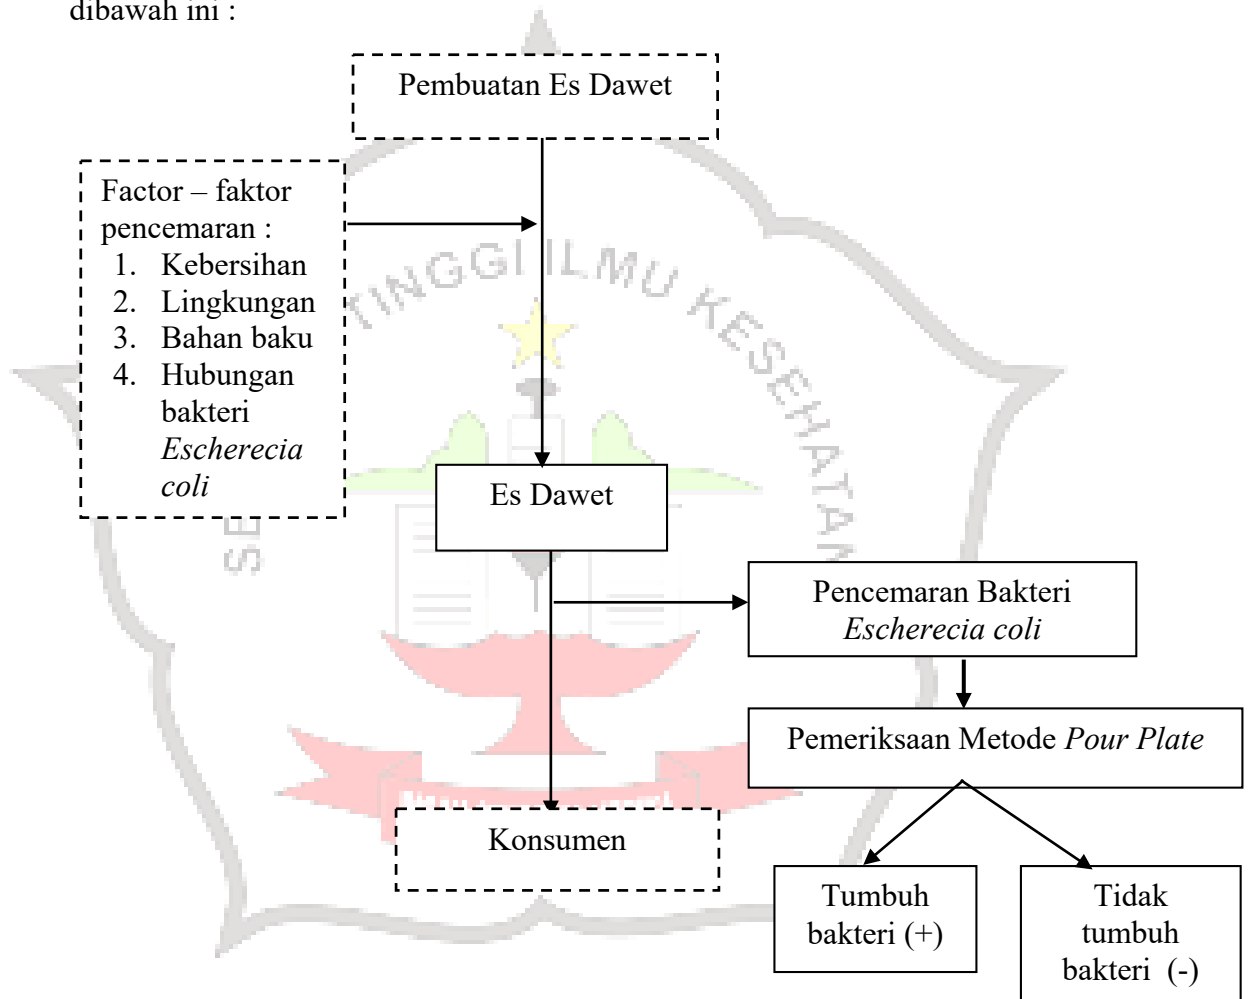 dibawah ini :
Pembuatan Es Dawet
Factor – faktor
pencemaran :
1. Kebersihan
2. Lingkungan
3. Bahan baku
4. Hubungan
bakteri
Escherecia
coli
TINGGI ILMU KESEHATAN
Es Dawet
Pencemaran Bakteri
Escherecia coli
Pemeriksaan Metode Pour Plate
Konsumen
Tumbuh
bakteri (+)
Tidak
tumbuh
bakteri (-)